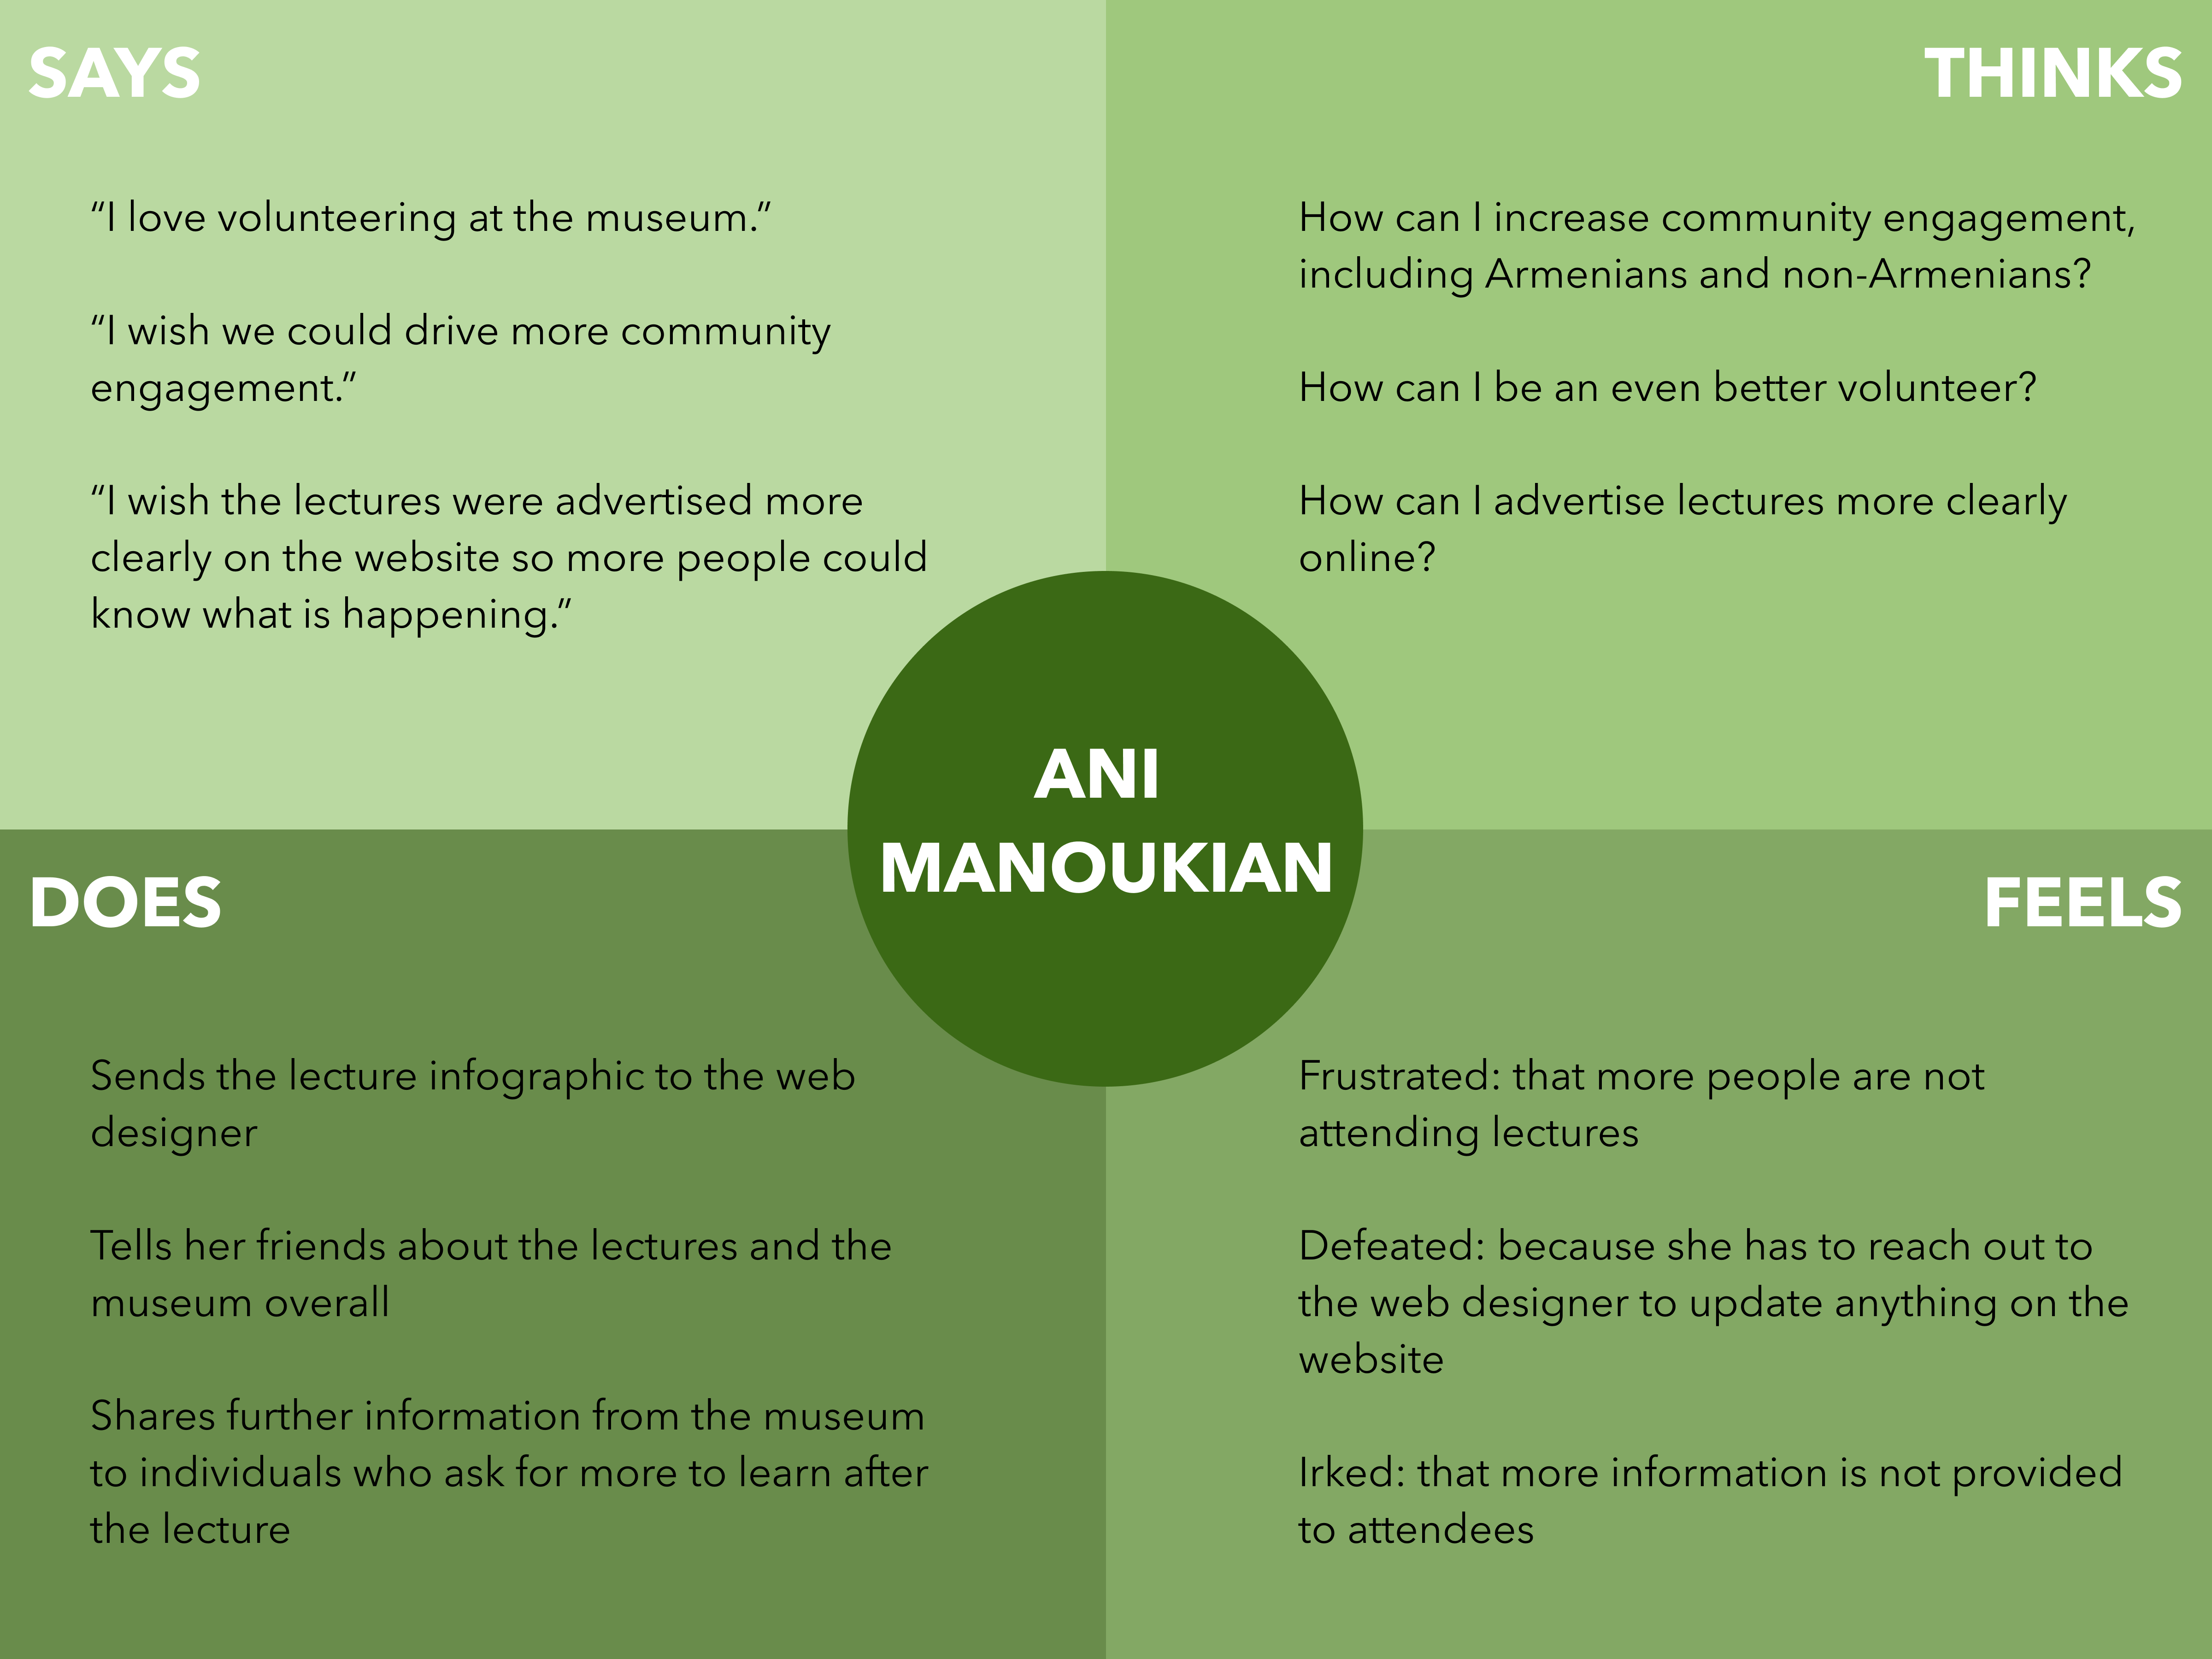 SAYS
“I love volunteering at the museum.”
“I wish we could drive more community
engagement.”
“I wish the lectures were advertised more
clearly on the website so more people could
know what is happening.”
THINKS
How can I increase community engagement,
including Armenians and non-Armenians?
How can I be an even better volunteer?
How can I advertise lectures more clearly
online?
ANI
MANOUKIAN
DOES
Sends the lecture infographic to the web
designer
Tells her friends about the lectures and the
museum overall
Shares further information from the museum
to individuals who ask for more to learn after
the lecture
FEELS
Frustrated: that more people are not
attending lectures
Defeated: because she has to reach out to
the web designer to update anything on the
website
Irked: that more information is not provided
to attendees